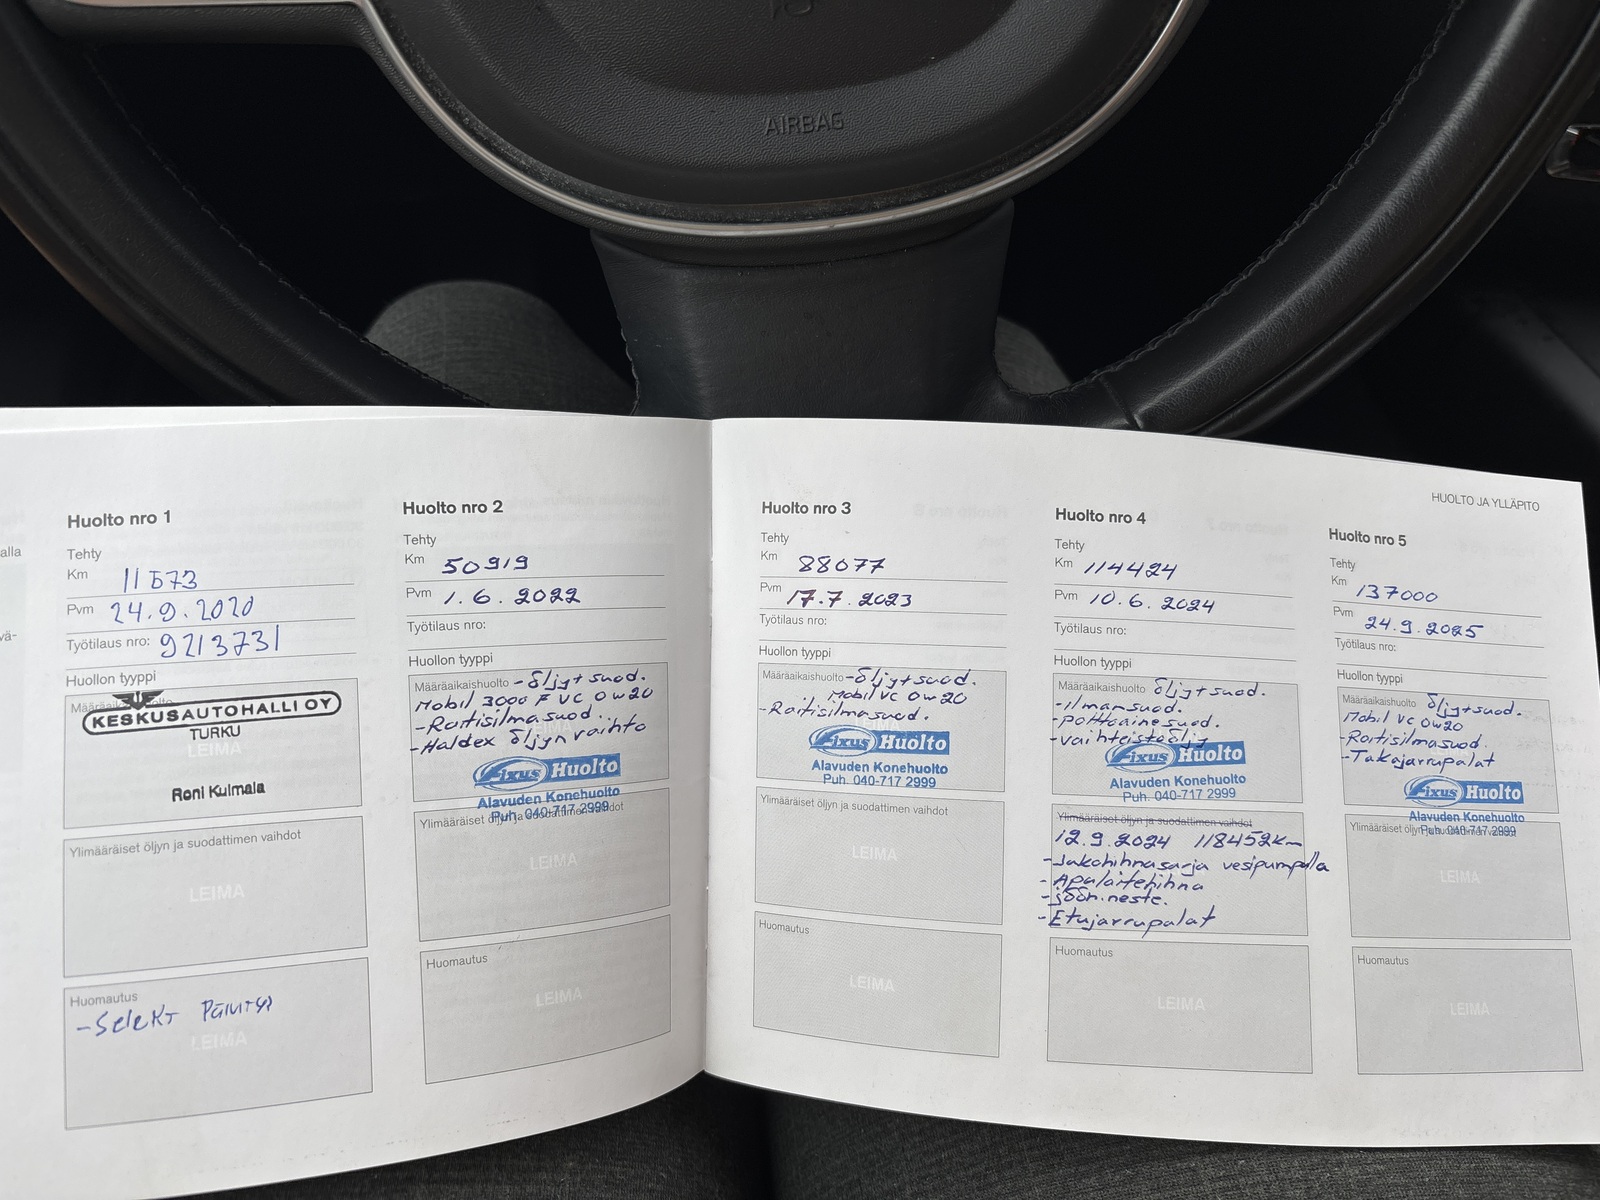 AIRBAG
HUOLTO JA YLLÄPITO
alla
vä-
Huolto nro 1
Tehty
Km 11573
Pvm 24.9.2020
Työtilaus nro: 9213731
Huollon tyyppi
KESKUSAUTOHALLI OY
TURKU
LEIMA
Roni Kulmala
Ylimääräiset öljyn ja suodattimen vaihdot
LEIMA
Huomautus
-Selekt Päivitys
LEIMA
Huolto nro 2
Tehty
Km 50919
Pvm 1.6.2022
Työtilaus nro:
Huollon tyyppi
Määräaikaishuolto -öljy+suod.
Mobil 3000 F VC 0w20
-Raitisilmasuod.
-Haldex öljyn vaihto
Fixus Huolto
Alavuden Konehuolto
Puh. 040-717 2999
Ylimääräiset öljyn ja suodattimen vaihdot
LEIMA
Huomautus
LEIMA
Huolto nro 3
Tehty
Km 88077
Pvm 17.7.2023
Työtilaus nro:
Huollon tyyppi
Määräaikaishuolto -öljy+suod.
Mobil VC 0w20
-Raitisilmasuod.
Fixus Huolto
Alavuden Konehuolto
Puh. 040-717 2999
Ylimääräiset öljyn ja suodattimen vaihdot
LEIMA
Huomautus
LEIMA
Huolto nro 4
Tehty
Km 114424
Pvm 10.6.2024
Työtilaus nro:
Huollon tyyppi
Määräaikaishuolto öljy+suod.
-ilmansuod.
-polttoainesuod.
-vaihteistoöljy
Fixus Huolto
Alavuden Konehuolto
Puh. 040-717 2999
Ylimääräiset öljyn ja suodattimen vaihdot
12.9.2024 118452km
-Jakohihnasarja vesipumpulla
-Apulaitehihna
-jääh.neste.
-Etujarrupalat
Huomautus
LEIMA
Huolto nro 5
Tehty
Km 137000
Pvm 24.9.2025
Työtilaus nro:
Huollon tyyppi
Määräaikaishuolto öljy+suod.
Mobil VC 0w20
-Raitisilmasuod.
-Takajarrupalat
Fixus Huolto
Alavuden Konehuolto
Puh. 040-717 2999
Ylimääräiset öljyn ja suodattimen vaihdot
LEIMA
Huomautus
LEIMA